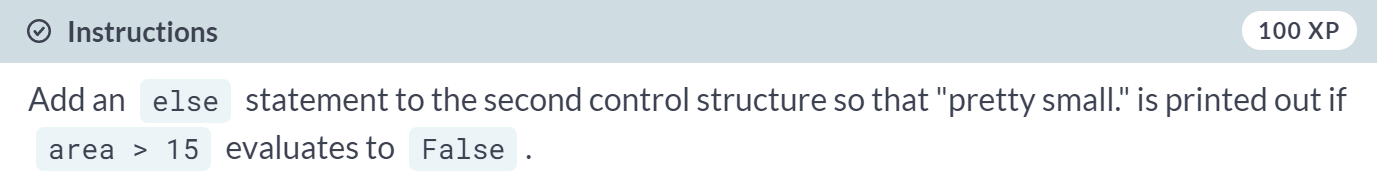 Instructions 100 XP
Add an else statement to the second control structure so that "pretty small." is printed out if
area > 15 evaluates to False .